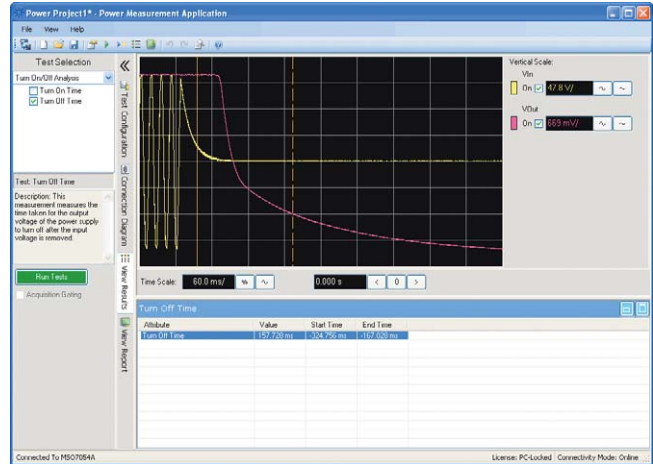 Power Project1* - Power Measurement Application
File View Help
Test Selection
Turn On/Off Analysis
Turn On Time
Turn Off Time
Test: Turn Off Time
Description: This
measurement measures the
time taken for the output
voltage of the power supply
to turn off after the input
voltage is removed.
Run Tests
Acquisition Gating
Test Configuration
Connection Diagram
View Results
View Report
Vertical Scale:
VIn
On 47.8 V/
VOut
On 669 mV/
Time Scale: 60.0 ms/ 0.000 s < 0 >
Turn Off Time
Attribute Value Start Time End Time
Turn Off Time 157.728 ms -324.756 ms -167.028 ms
Connected To MSO7054A
License: PC-Locked Connectivity Mode: Online